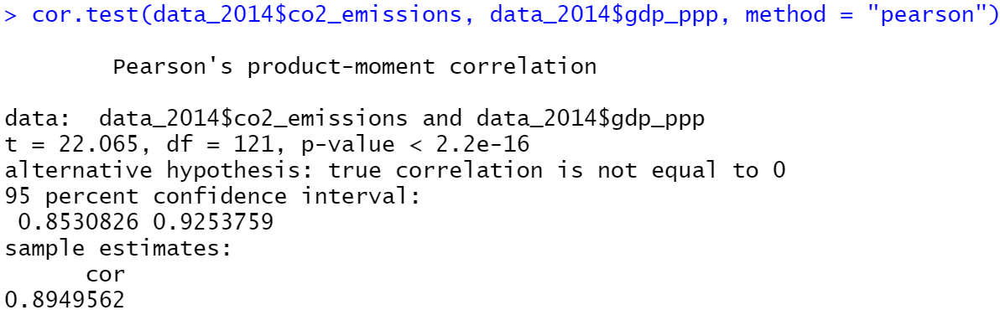 > cor.test(data_2014$co2_emissions, data_2014$gdp_ppp, method = "pearson")
Pearson's product-moment correlation
data:  data_2014$co2_emissions and data_2014$gdp_ppp
t = 22.065, df = 121, p-value < 2.2e-16
alternative hypothesis: true correlation is not equal to 0
95 percent confidence interval:
0.8530826 0.9253759
sample estimates:
cor
0.8949562